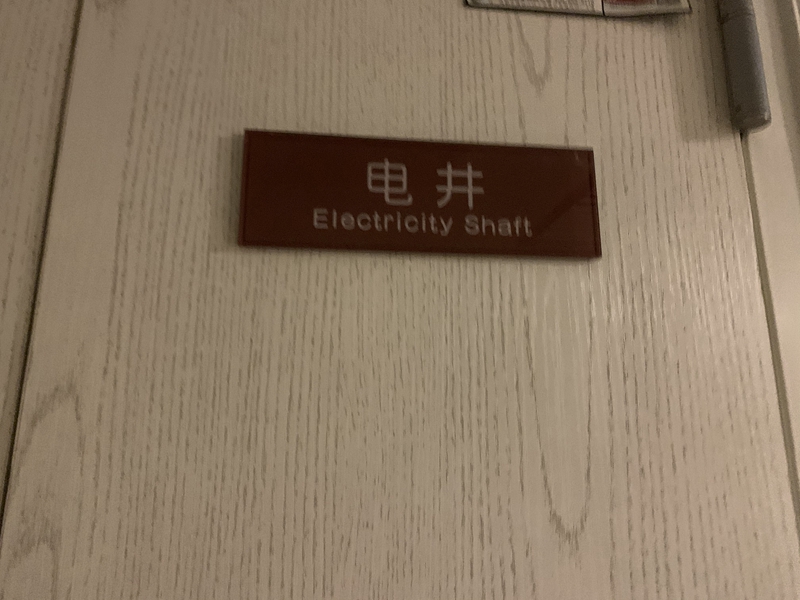 电井
Electricity Shaft